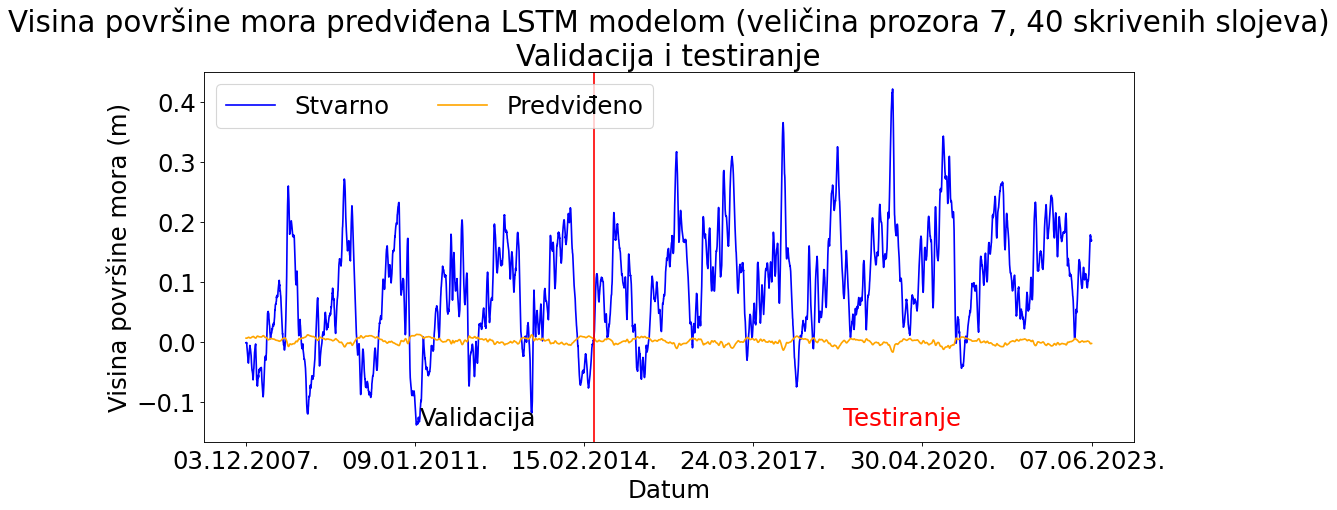 Visina površine mora predviđena LSTM modelom (veličina prozora 7, 40 skrivenih slojeva)
Validacija i testiranje
Stvarno Predviđeno
Visina površine mora (m)
0.4
0.3
0.2
0.1
0.0
−0.1
Validacija Testiranje
03.12.2007. 09.01.2011. 15.02.2014. 24.03.2017. 30.04.2020. 07.06.2023.
Datum